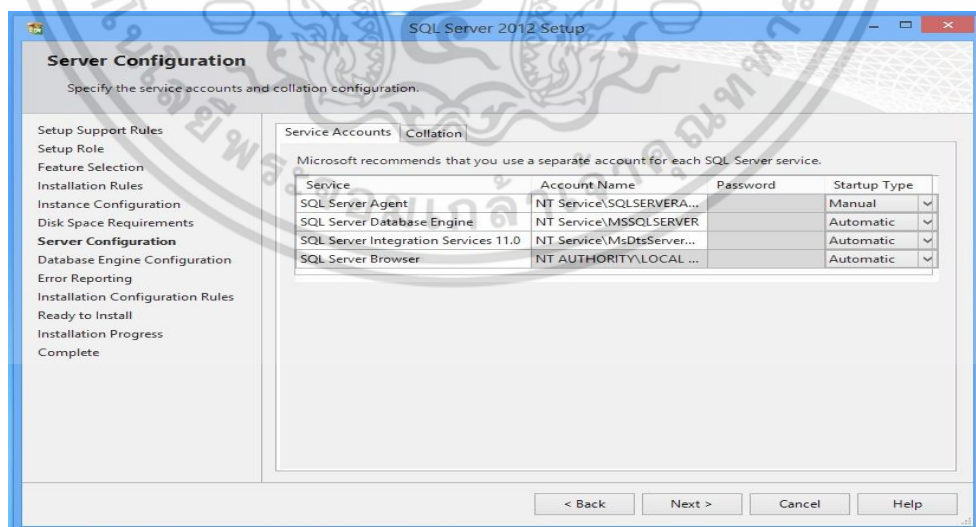 SQL Server 2012 Setup
Server Configuration
Specify the service accounts and collation configuration.
Setup Support Rules
Setup Role
Feature Selection
Installation Rules
Instance Configuration
Disk Space Requirements
Server Configuration
Database Engine Configuration
Error Reporting
Installation Configuration Rules
Ready to Install
Installation Progress
Complete
Service Accounts Collation
Microsoft recommends that you use a separate account for each SQL Server service.
Service Account Name Password Startup Type
SQL Server Agent NT Service\SQLSERVERA... Manual
SQL Server Database Engine NT Service\MSSQLSERVER Automatic
SQL Server Integration Services 11.0 NT Service\MsDtsServer... Automatic
SQL Server Browser NT AUTHORITY\LOCAL ... Automatic
< Back Next > Cancel Help